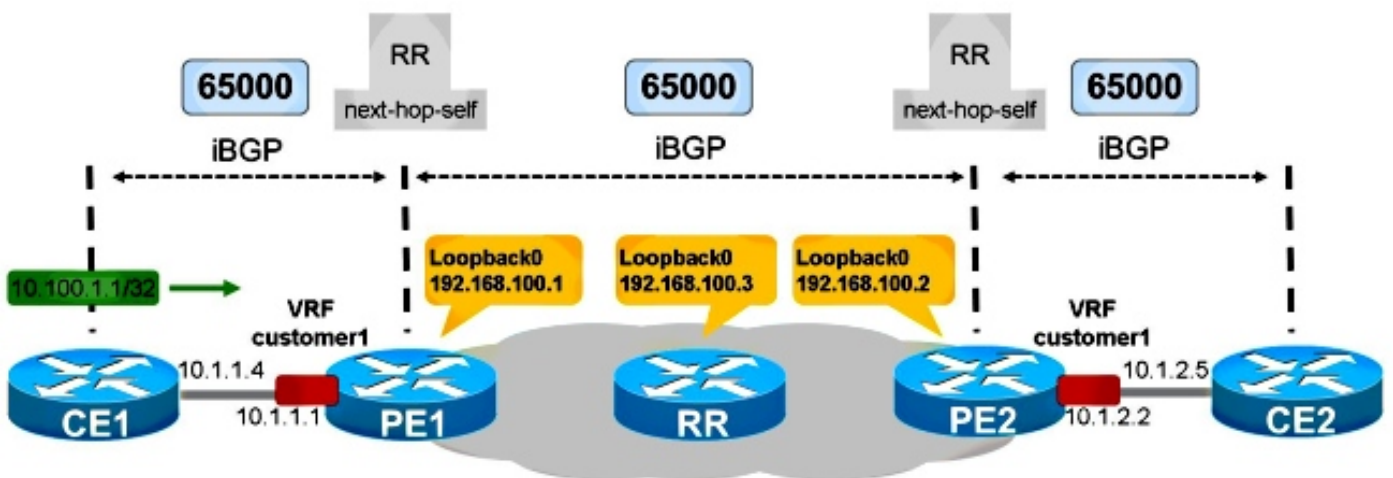 RR
next-hop-self
RR
next-hop-self
65000
65000
65000
iBGP
iBGP
iBGP
Loopback0
192.168.100.1
Loopback0
192.168.100.3
Loopback0
192.168.100.2
10.100.1.1/32
VRF
customer1
VRF
customer1
10.1.1.4
10.1.1.1
10.1.2.5
10.1.2.2
CE1
PE1
RR
PE2
CE2